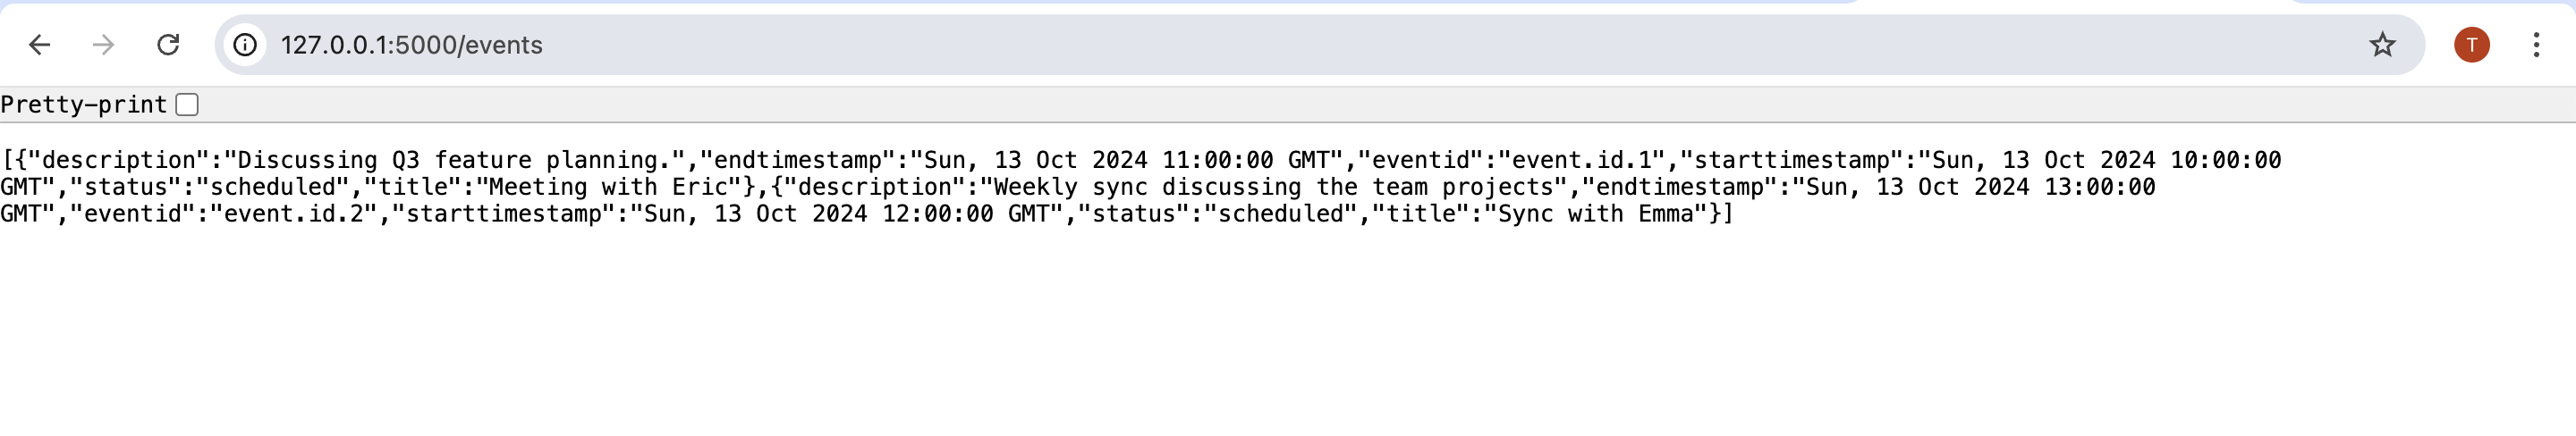 127.0.0.1:5000/events
T
Pretty-print
[{"description":"Discussing Q3 feature planning.","endtimestamp":"Sun, 13 Oct 2024 11:00:00 GMT","eventid":"event.id.1","starttimestamp":"Sun, 13 Oct 2024 10:00:00
GMT","status":"scheduled","title":"Meeting with Eric"},{"description":"Weekly sync discussing the team projects","endtimestamp":"Sun, 13 Oct 2024 13:00:00
GMT","eventid":"event.id.2","starttimestamp":"Sun, 13 Oct 2024 12:00:00 GMT","status":"scheduled","title":"Sync with Emma"}]